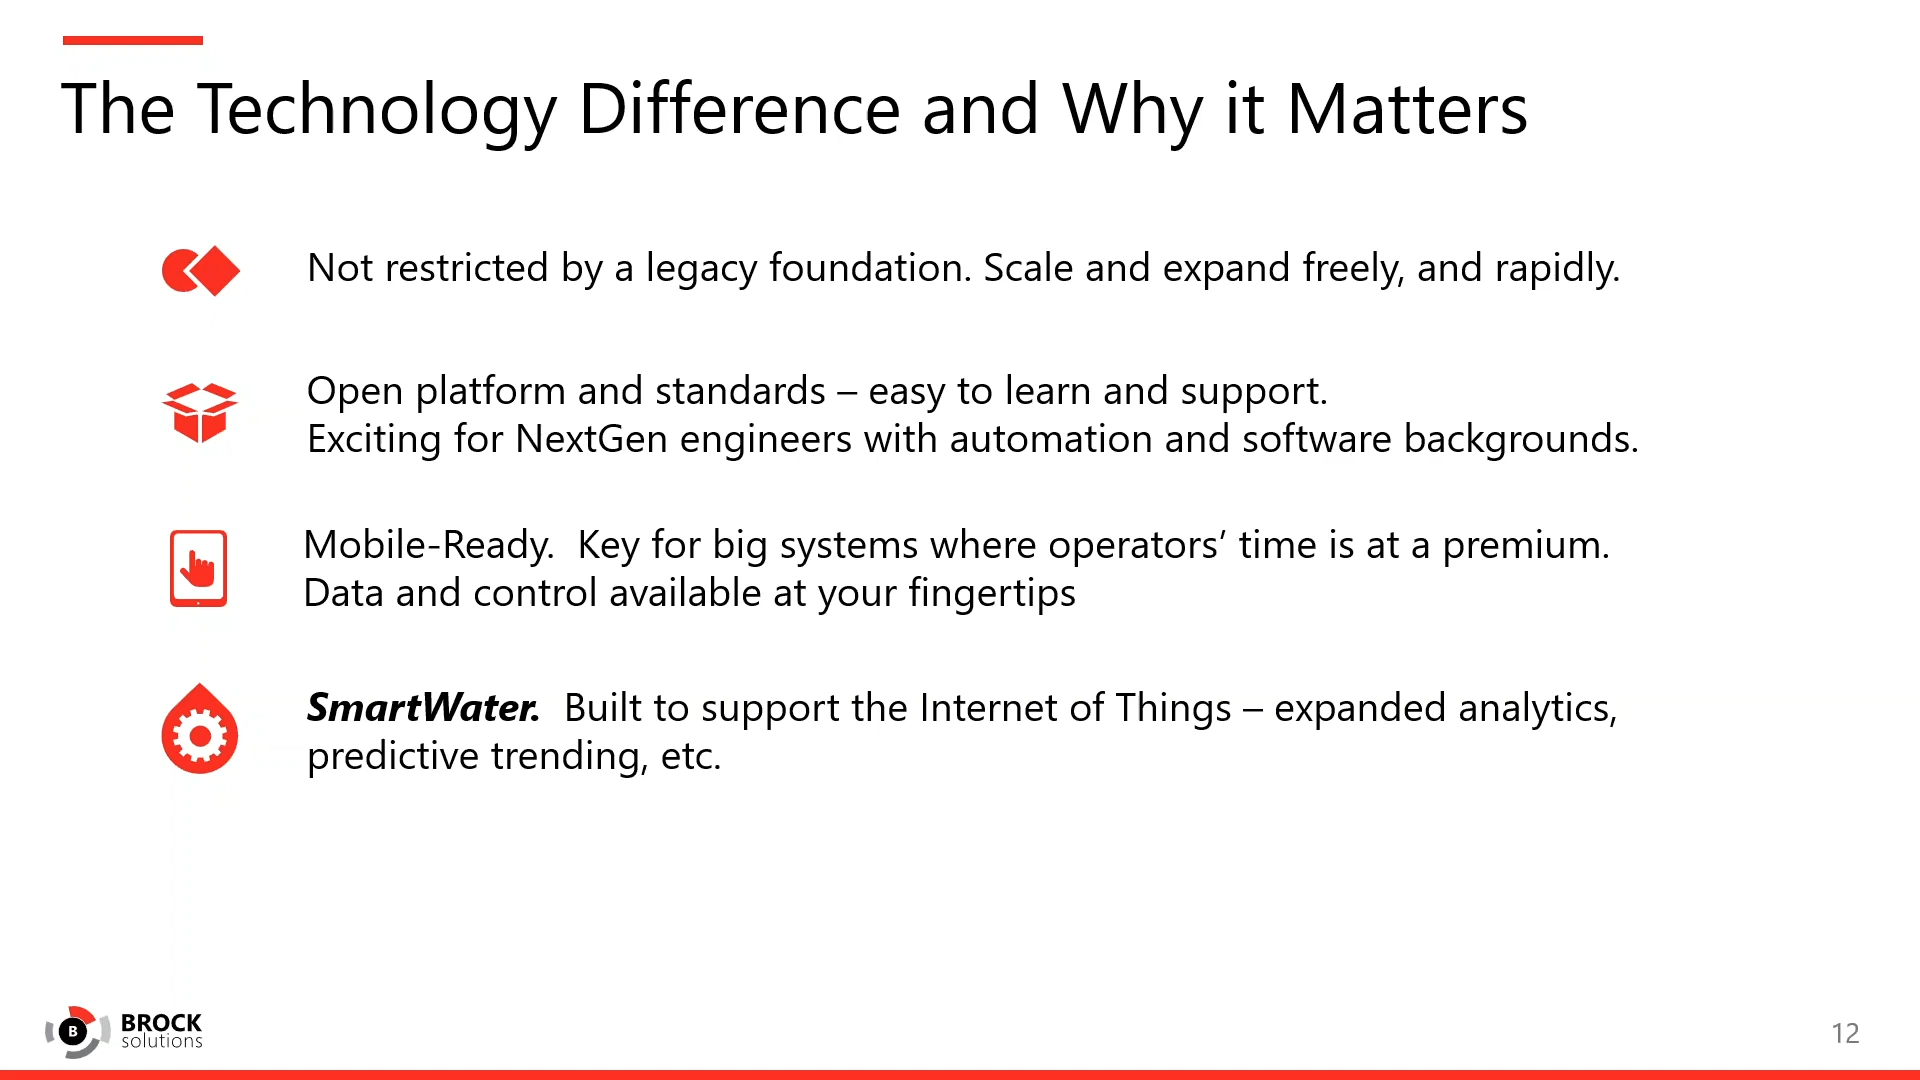 The Technology Difference and Why it Matters
Not restricted by a legacy foundation. Scale and expand freely, and rapidly.
Open platform and standards – easy to learn and support.
Exciting for NextGen engineers with automation and software backgrounds.
Mobile-Ready.  Key for big systems where operators’ time is at a premium.
Data and control available at your fingertips
SmartWater.  Built to support the Internet of Things – expanded analytics,
predictive trending, etc.
B
BROCK
solutions
12